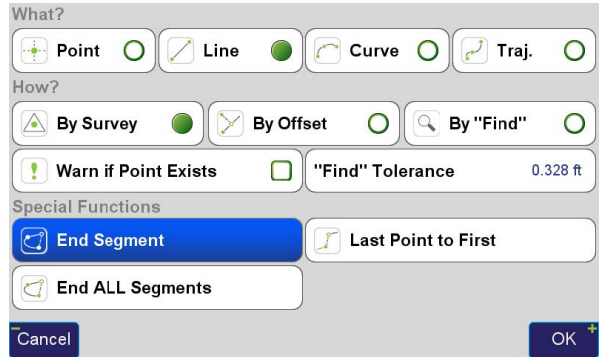 What?
Point Line Curve Traj.
How?
By Survey By Offset By "Find"
Warn if Point Exists "Find" Tolerance 0.328 ft
Special Functions
End Segment Last Point to First
End ALL Segments
Cancel OK